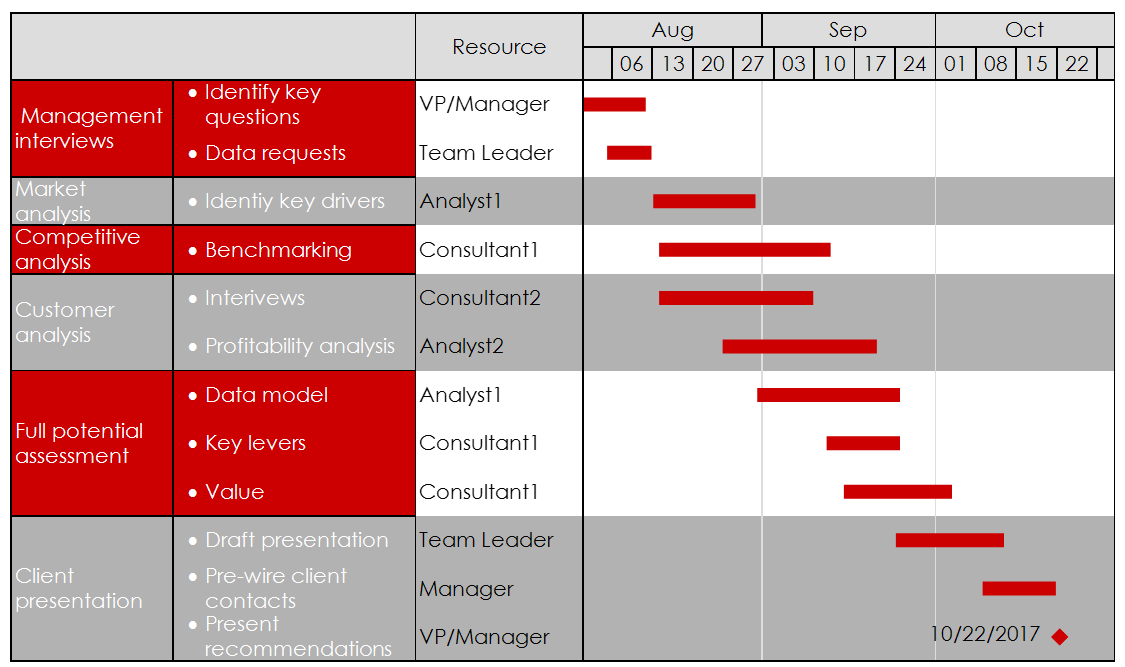 Resource
Aug Sep Oct
06 13 20 27 03 10 17 24 01 08 15 22
Management
interviews
• Identify key
questions
VP/Manager
• Data requests
Team Leader
Market
analysis
• Identiy key drivers
Analyst1
Competitive
analysis
• Benchmarking
Consultant1
Customer
analysis
• Interivews
Consultant2
• Profitability analysis
Analyst2
Full potential
assessment
• Data model
Analyst1
• Key levers
Consultant1
• Value
Consultant1
Client
presentation
• Draft presentation
Team Leader
• Pre-wire client
contacts
Manager
• Present
recommendations
VP/Manager
10/22/2017